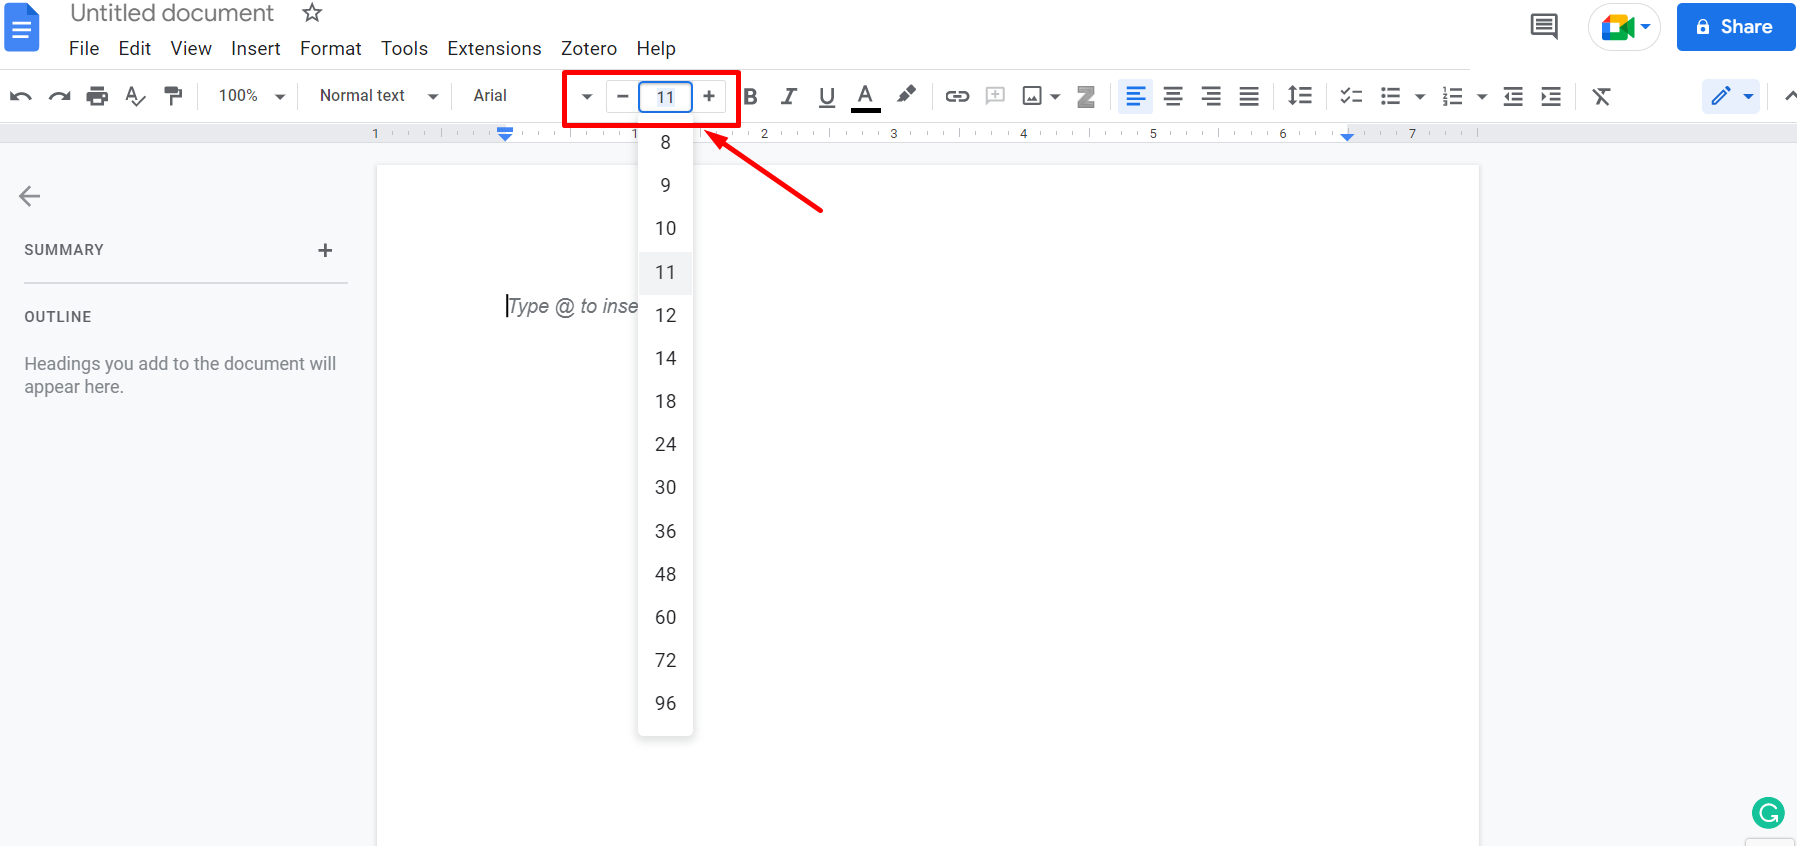 Untitled document
File Edit View Insert Format Tools Extensions Zotero Help
Share
100% Normal text Arial − 11 + B I U A
1 1 2 3 4 5 6 7
SUMMARY +
OUTLINE
Headings you add to the document will
appear here.
Type @ to inse
8
9
10
11
12
14
18
24
30
36
48
60
72
96